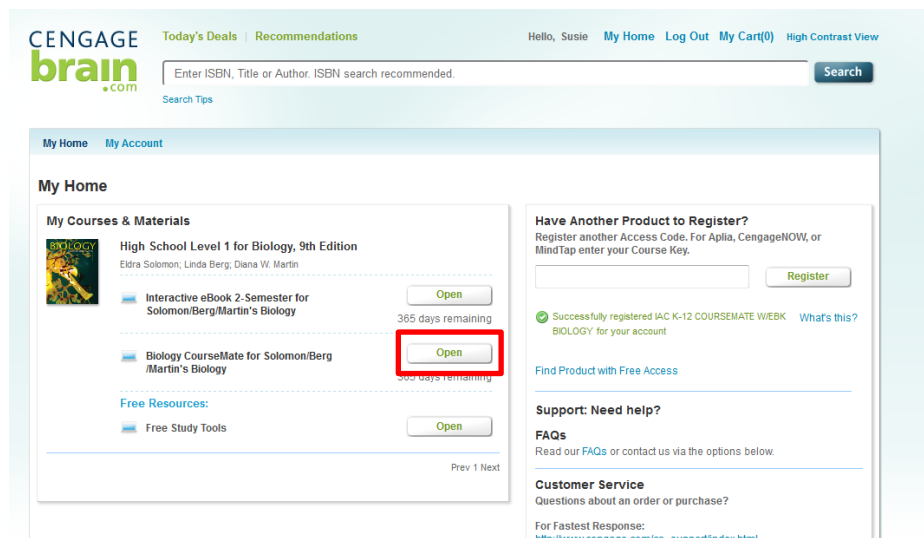 CENGAGE
brain
.com
Today's Deals | Recommendations
Hello, Susie My Home Log Out My Cart(0) High Contrast View
Enter ISBN, Title or Author. ISBN search recommended.
Search
Search Tips
My Home My Account
My Home
My Courses & Materials
BIOLOGY
High School Level 1 for Biology, 9th Edition
Eldra Solomon; Linda Berg; Diana W. Martin
Interactive eBook 2-Semester for
Solomon/Berg/Martin's Biology
Open
365 days remaining
Biology CourseMate for Solomon/Berg
/Martin's Biology
Open
365 days remaining
Free Resources:
Free Study Tools
Open
Prev 1 Next
Have Another Product to Register?
Register another Access Code. For Aplia, CengageNOW, or
MindTap enter your Course Key.
Register
Successfully registered IAC K-12 COURSEMATE W/EBK
BIOLOGY for your account
What's this?
Find Product with Free Access
Support: Need help?
FAQs
Read our FAQs or contact us via the options below.
Customer Service
Questions about an order or purchase?
For Fastest Response: